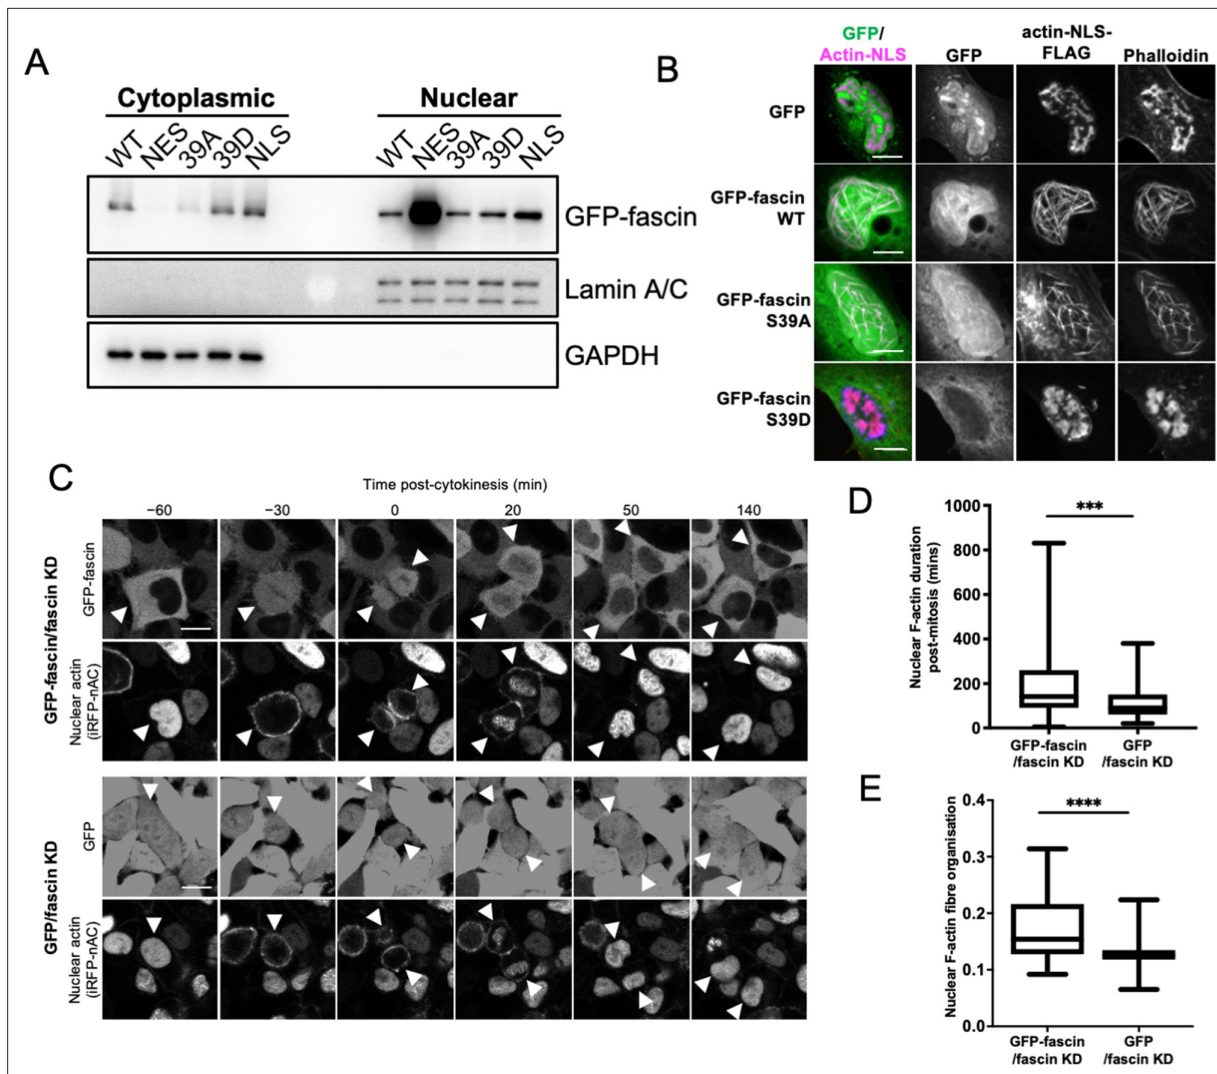 A
Cytoplasmic
Nuclear
WT
NES
39A
39D
NLS
WT
NES
39A
39D
NLS
GFP-fascin
Lamin A/C
GAPDH
B
GFP/
Actin-NLS
GFP
actin-NLS-
FLAG
Phalloidin
GFP
GFP-fascin
WT
GFP-fascin
S39A
GFP-fascin
S39D
C
Time post-cytokinesis (min)
−60
−30
0
20
50
140
GFP-fascin/fascin KD
GFP-fascin
Nuclear actin
(iRFP-nAC)
GFP/fascin KD
GFP
Nuclear actin
(iRFP-nAC)
D
Nuclear F-actin duration
post-mitosis (mins)
1000
800
600
400
200
0
***
GFP-fascin
/fascin KD
GFP
/fascin KD
E
Nuclear F-actin fibre organisation
0.4
0.3
0.2
0.1
0.0
****
GFP-fascin
/fascin KD
GFP
/fascin KD